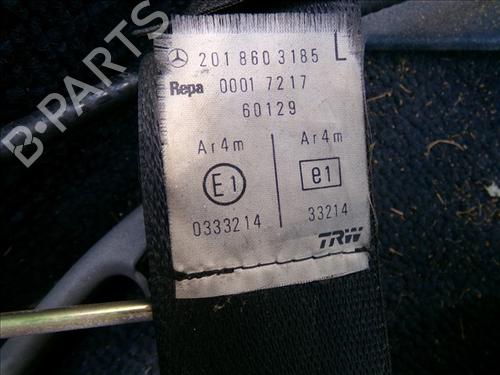 201 860 3185 L
Repa 0001 7217
60129
Ar4m Ar4m
E1 e1
0333214 33214
TRW
B-PARTS